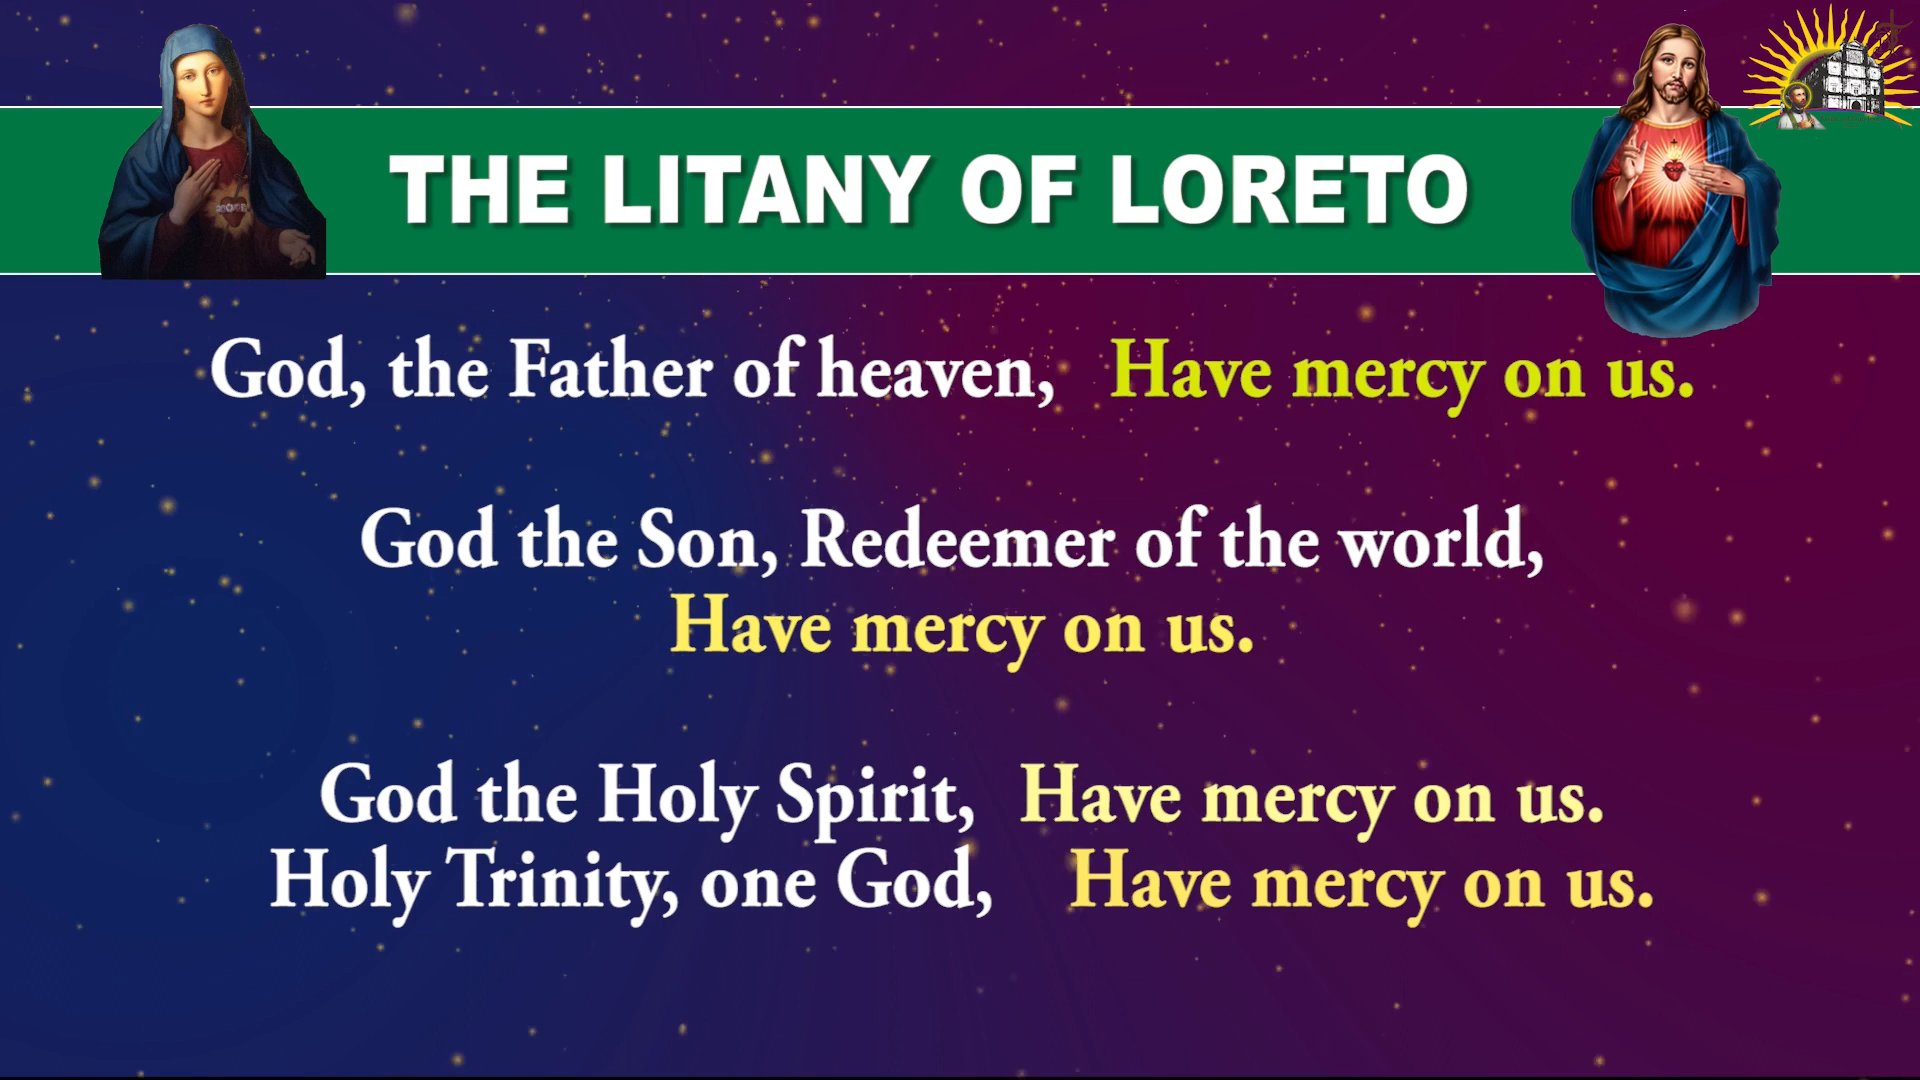 THE LITANY OF LORETO
God, the Father of heaven, Have mercy on us.
God the Son, Redeemer of the world,
Have mercy on us.
God the Holy Spirit, Have mercy on us.
Holy Trinity, one God, Have mercy on us.